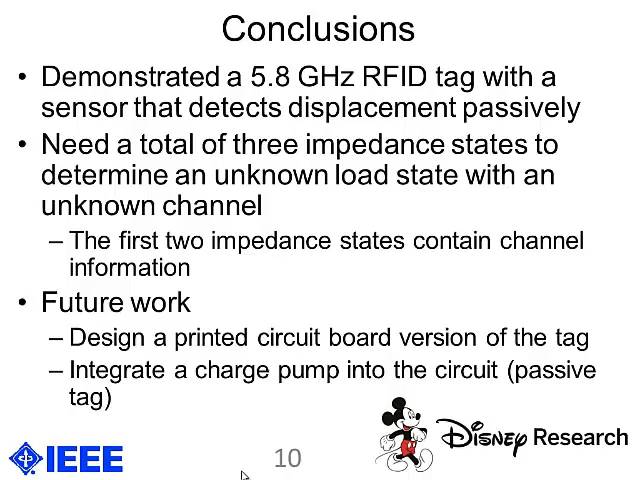 Conclusions
• Demonstrated a 5.8 GHz RFID tag with a
sensor that detects displacement passively
• Need a total of three impedance states to
determine an unknown load state with an
unknown channel
– The first two impedance states contain channel
information
• Future work
– Design a printed circuit board version of the tag
– Integrate a charge pump into the circuit (passive
tag)
IEEE
10
Disney Research